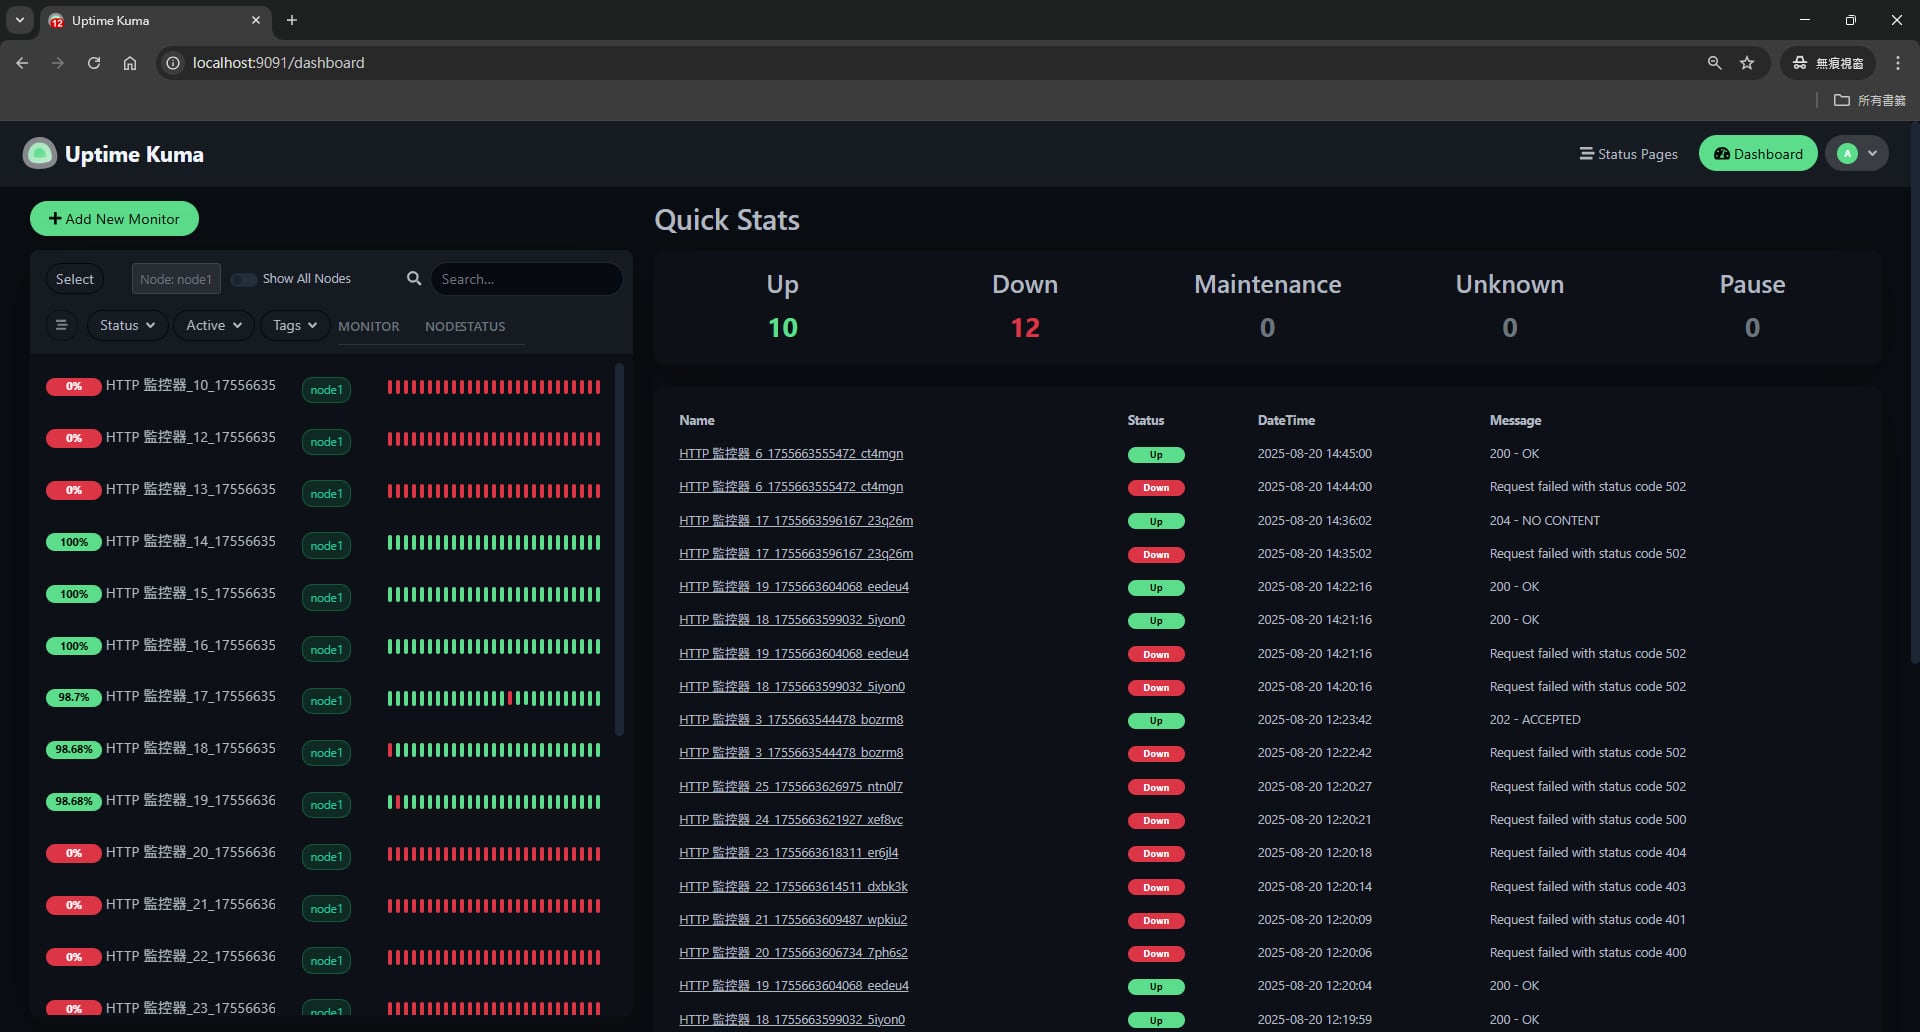 12
Uptime Kuma
localhost:9091/dashboard
無痕視窗
所有書籤
Uptime Kuma
Status Pages
Dashboard
A
Add New Monitor
Select
Node: node1
Show All Nodes
Search...
Status
Active
Tags
MONITOR
NODE
STATUS
0% HTTP 監控器_10_17556635 node1
0% HTTP 監控器_12_17556635 node1
0% HTTP 監控器_13_17556635 node1
100% HTTP 監控器_14_17556635 node1
100% HTTP 監控器_15_17556635 node1
100% HTTP 監控器_16_17556635 node1
98.7% HTTP 監控器_17_17556635 node1
98.68% HTTP 監控器_18_17556635 node1
98.68% HTTP 監控器_19_17556636 node1
0% HTTP 監控器_20_17556636 node1
0% HTTP 監控器_21_17556636 node1
0% HTTP 監控器_22_17556636 node1
0% HTTP 監控器_23_17556636 node1
Quick Stats
Up Down Maintenance Unknown Pause
10 12 0 0 0
Name Status DateTime Message
HTTP 監控器_6_1755663555472_ct4mgn Up 2025-08-20 14:45:00 200 - OK
HTTP 監控器_6_1755663555472_ct4mgn Down 2025-08-20 14:44:00 Request failed with status code 502
HTTP 監控器_17_1755663596167_23q26m Up 2025-08-20 14:36:02 204 - NO CONTENT
HTTP 監控器_17_1755663596167_23q26m Down 2025-08-20 14:35:02 Request failed with status code 502
HTTP 監控器_19_1755663604068_eedeu4 Up 2025-08-20 14:22:16 200 - OK
HTTP 監控器_18_1755663599032_5iyon0 Up 2025-08-20 14:21:16 200 - OK
HTTP 監控器_19_1755663604068_eedeu4 Down 2025-08-20 14:21:16 Request failed with status code 502
HTTP 監控器_18_1755663599032_5iyon0 Down 2025-08-20 14:20:16 Request failed with status code 502
HTTP 監控器_3_1755663544478_bozrm8 Up 2025-08-20 12:23:42 202 - ACCEPTED
HTTP 監控器_3_1755663544478_bozrm8 Down 2025-08-20 12:22:42 Request failed with status code 502
HTTP 監控器_25_1755663626975_ntn0l7 Down 2025-08-20 12:20:27 Request failed with status code 502
HTTP 監控器_24_1755663621927_xef8vc Down 2025-08-20 12:20:21 Request failed with status code 500
HTTP 監控器_23_1755663618311_er6jl4 Down 2025-08-20 12:20:18 Request failed with status code 404
HTTP 監控器_22_1755663614511_dxbk3k Down 2025-08-20 12:20:14 Request failed with status code 403
HTTP 監控器_21_1755663609487_wpkiu2 Down 2025-08-20 12:20:09 Request failed with status code 401
HTTP 監控器_20_1755663606734_7ph6s2 Down 2025-08-20 12:20:06 Request failed with status code 400
HTTP 監控器_19_1755663604068_eedeu4 Up 2025-08-20 12:20:04 200 - OK
HTTP 監控器_18_1755663599032_5iyon0 Up 2025-08-20 12:19:59 200 - OK